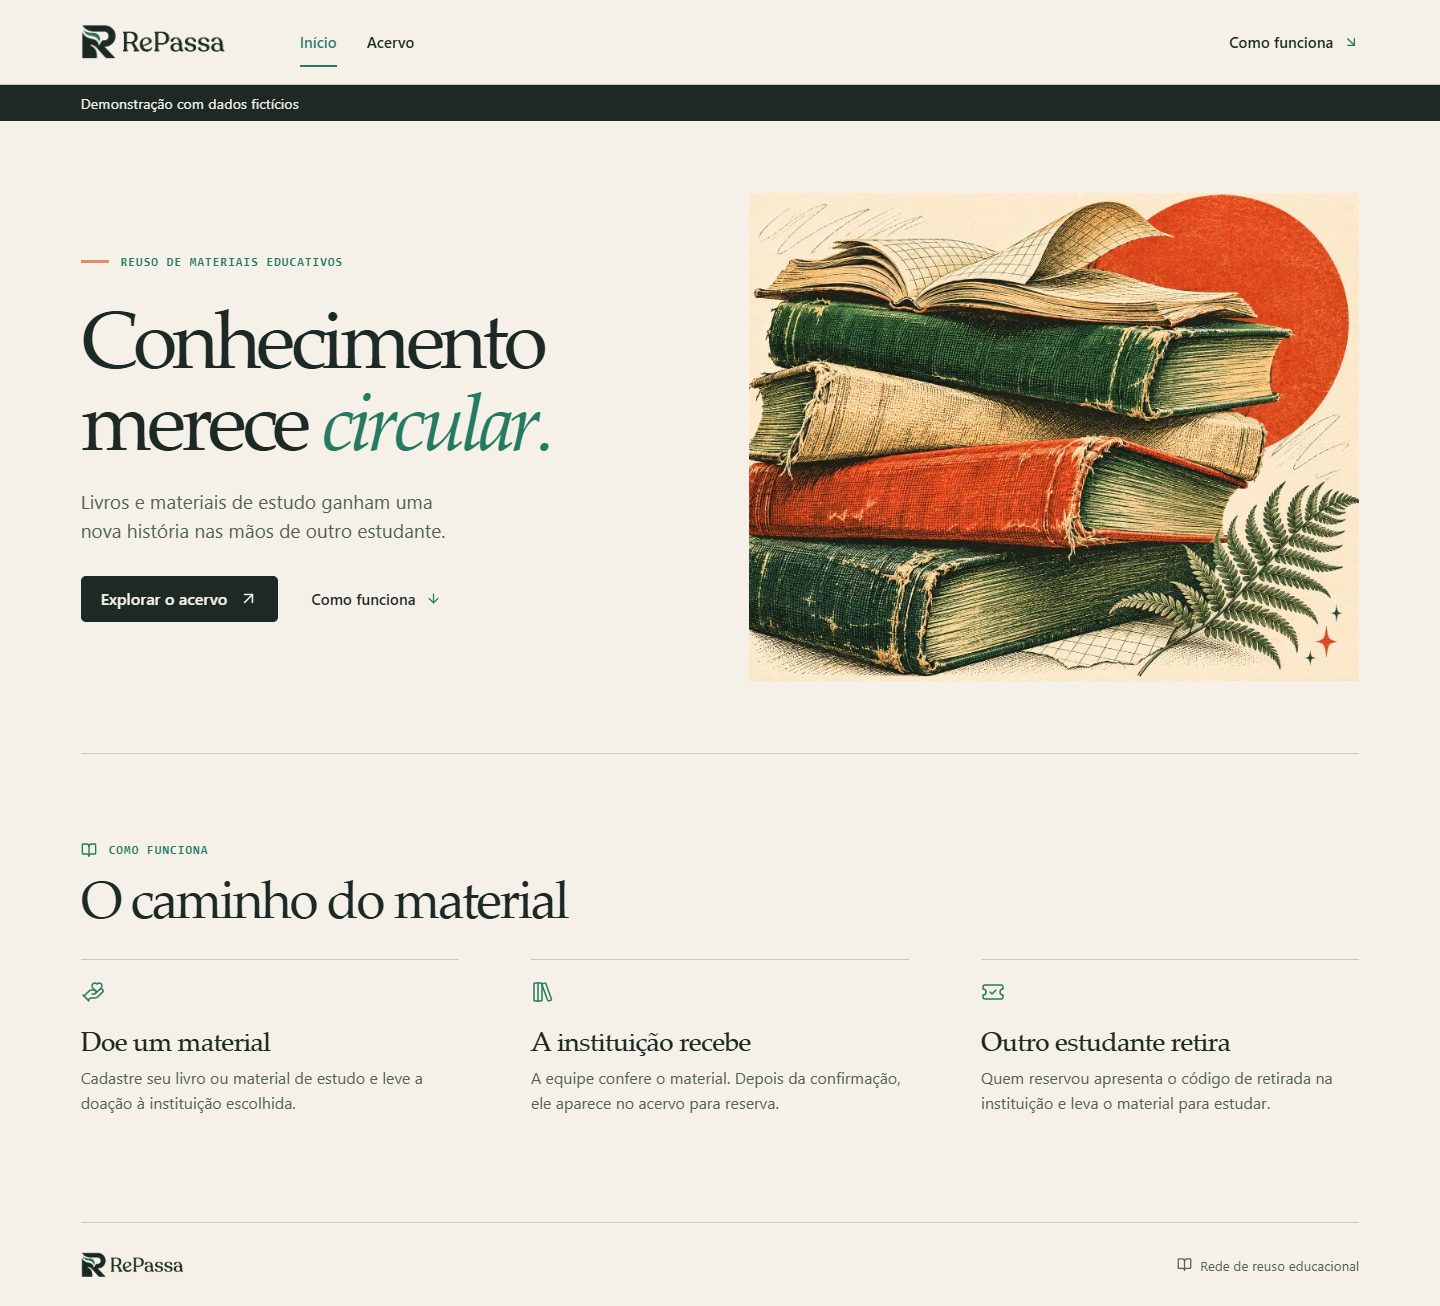 RePassa
Início
Acervo
Como funciona
Demonstração com dados fictícios
REUSO DE MATERIAIS EDUCATIVOS
Conhecimento
merece circular.
Livros e materiais de estudo ganham uma
nova história nas mãos de outro estudante.
Explorar o acervo
Como funciona
COMO FUNCIONA
O caminho do material
Doe um material
Cadastre seu livro ou material de estudo e leve a
doação à instituição escolhida.
A instituição recebe
A equipe confere o material. Depois da confirmação,
ele aparece no acervo para reserva.
Outro estudante retira
Quem reservou apresenta o código de retirada na
instituição e leva o material para estudar.
RePassa
Rede de reuso educacional